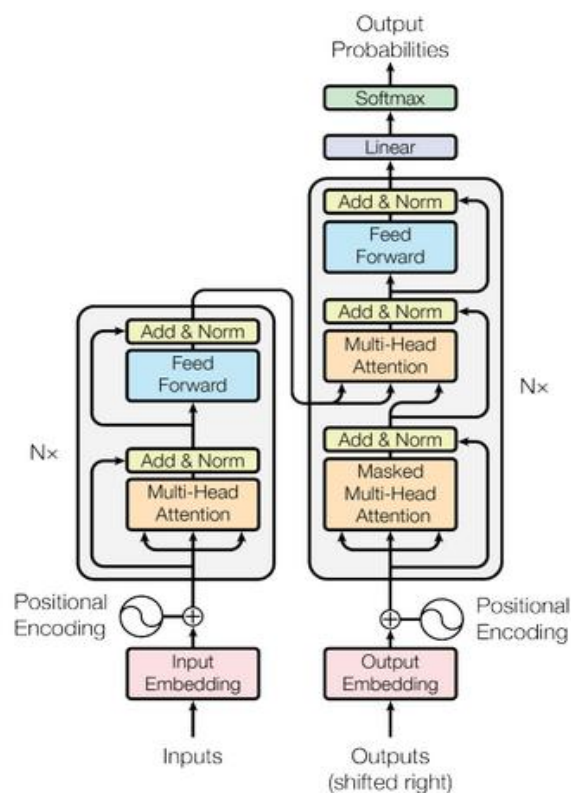 Output
Probabilities
Softmax
Linear
Add & Norm
Feed
Forward
Add & Norm
Multi-Head
Attention
Add & Norm
Masked
Multi-Head
Attention
N×
Add & Norm
Feed
Forward
Add & Norm
Multi-Head
Attention
N×
Positional
Encoding
Positional
Encoding
Input
Embedding
Output
Embedding
Inputs
Outputs
(shifted right)